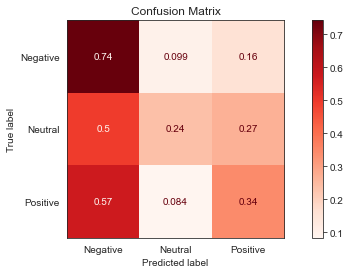 Confusion Matrix
0.7
Negative 0.74 0.099 0.16
0.6
0.5
True label
Neutral 0.5 0.24 0.27
0.4
0.3
Positive 0.57 0.084 0.34
0.2
0.1
Negative Neutral Positive
Predicted label